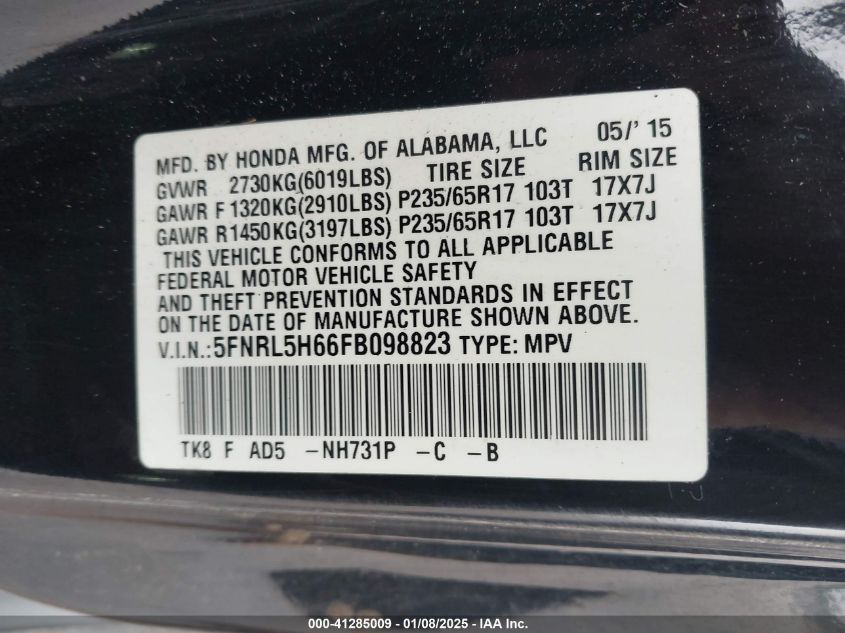 MFD. BY HONDA MFG. OF ALABAMA, LLC 05/' 15
GVWR 2730KG(6019LBS) TIRE SIZE RIM SIZE
GAWR F 1320KG(2910LBS) P235/65R17 103T 17X7J
GAWR R1450KG(3197LBS) P235/65R17 103T 17X7J
THIS VEHICLE CONFORMS TO ALL APPLICABLE
FEDERAL MOTOR VEHICLE SAFETY
AND THEFT PREVENTION STANDARDS IN EFFECT
ON THE DATE OF MANUFACTURE SHOWN ABOVE.
V.I.N.:5FNRL5H66FB098823 TYPE: MPV
TK8 F AD5 -NH731P -C -B
000-41285009 - 01/08/2025 - IAA Inc.